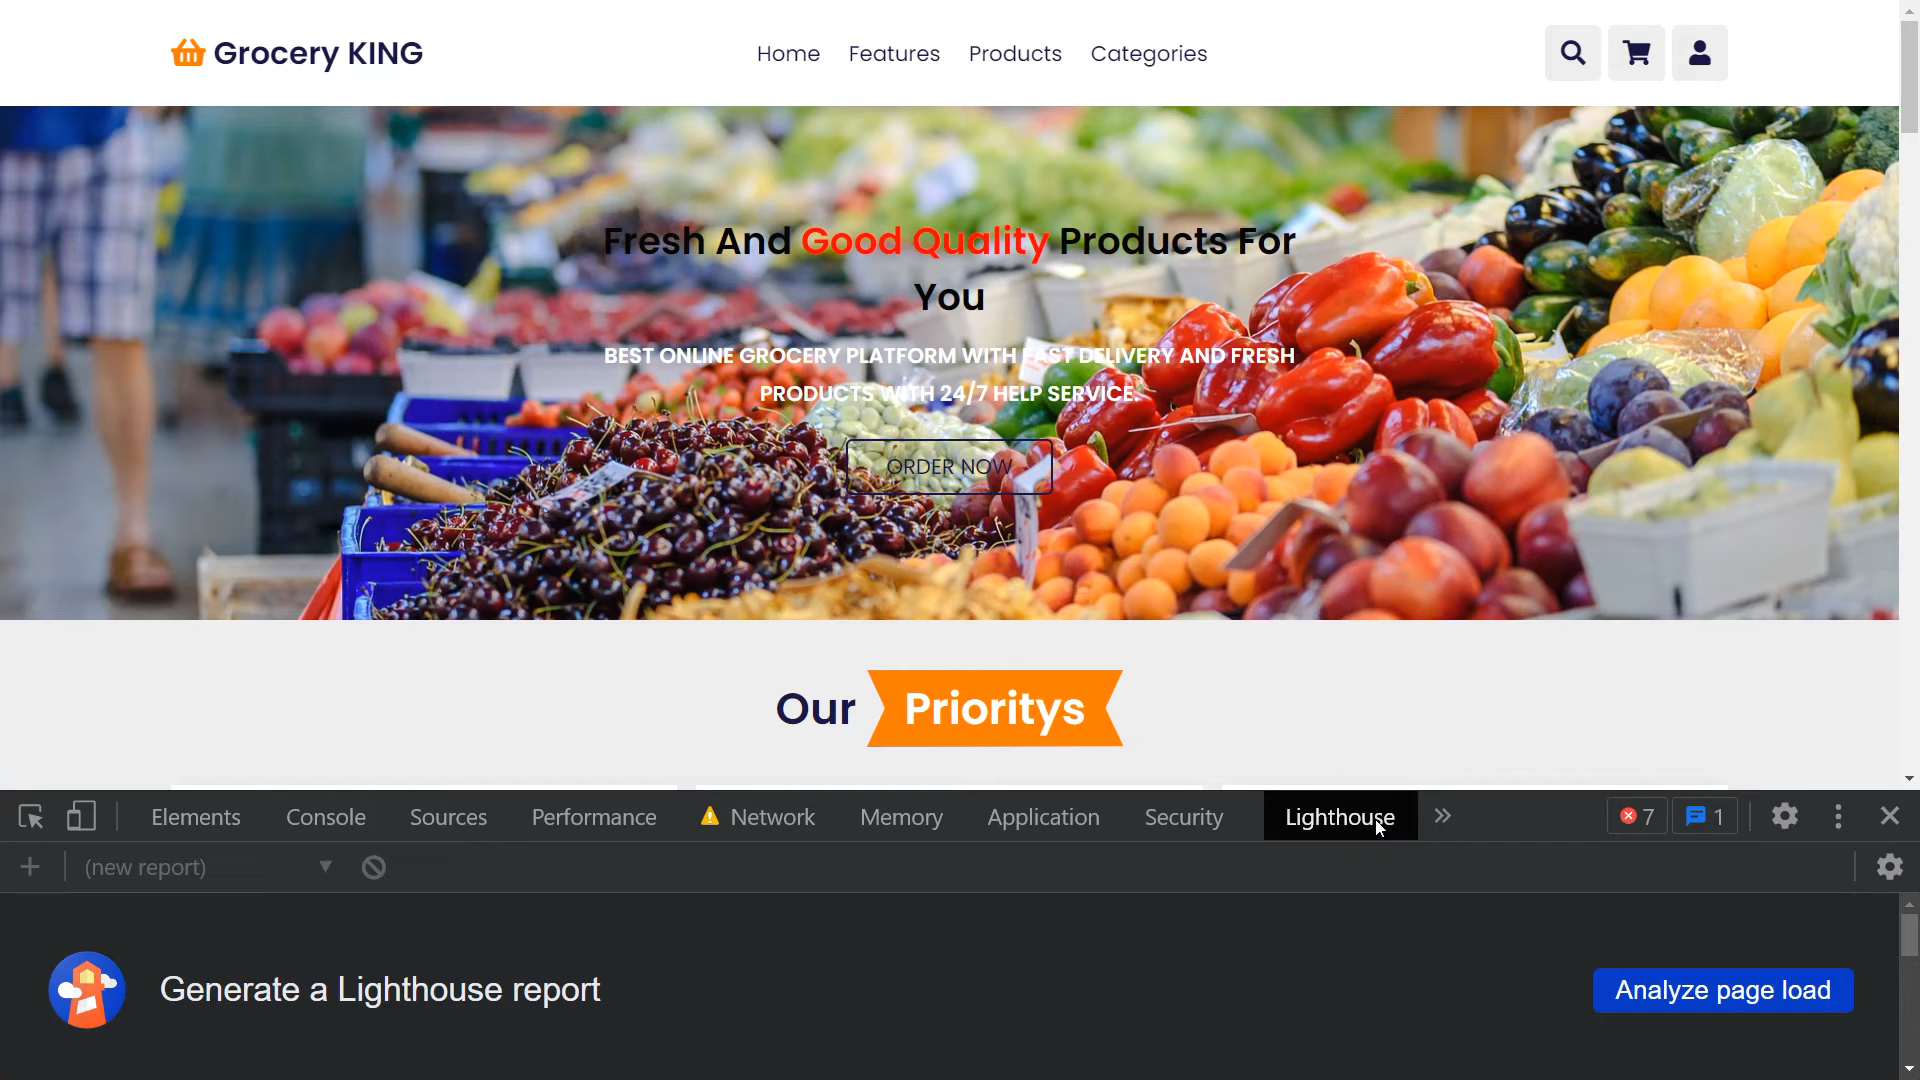 Grocery KING
Home Features Products Categories
Fresh And Good Quality Products For
You
BEST ONLINE GROCERY PLATFORM WITH FAST DELIVERY AND FRESH
PRODUCTS WITH 24/7 HELP SERVICE.
ORDER NOW
Our Prioritys
Elements Console Sources Performance Network Memory Application Security Lighthouse 7 1
(new report)
Generate a Lighthouse report
Analyze page load